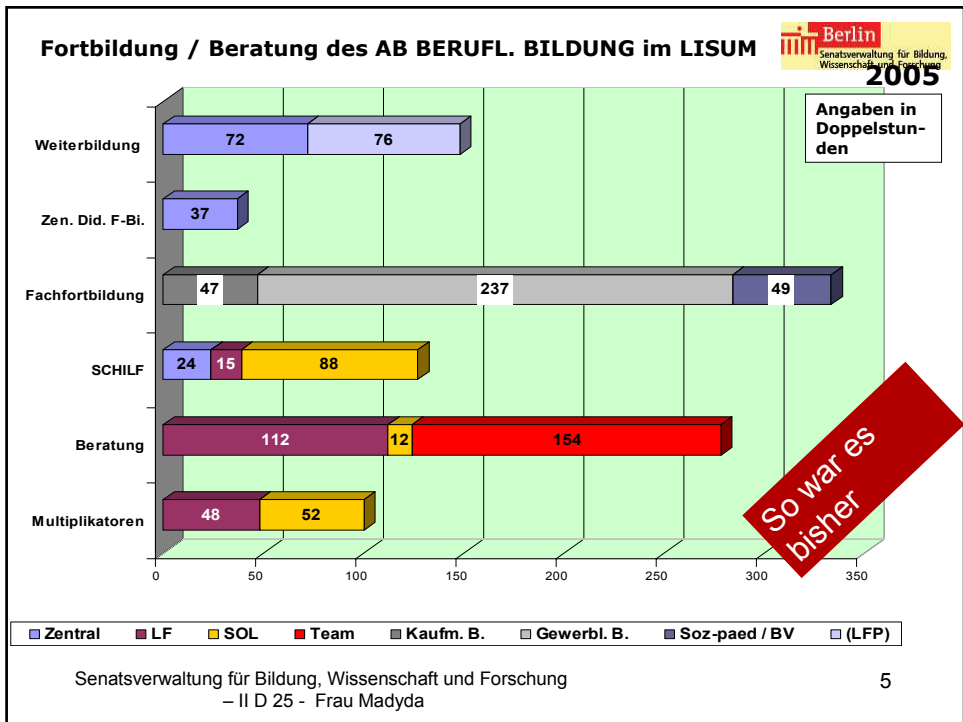 Fortbildung / Beratung des AB BERUFL. BILDUNG im LISUM
Berlin
Senatsverwaltung für Bildung,
Wissenschaft und Forschung
2005
Angaben in
Doppelstun-
den
Weiterbildung
72
76
Zen. Did. F-Bi.
37
Fachfortbildung
47
237
49
SCHILF
24
15
88
Beratung
112
12
154
Multiplikatoren
48
52
So war es
bisher
0 50 100 150 200 250 300 350
Zentral LF SOL Team Kaufm. B. Gewerbl. B. Soz-paed / BV (LFP)
Senatsverwaltung für Bildung, Wissenschaft und Forschung
– II D 25 - Frau Madyda
5